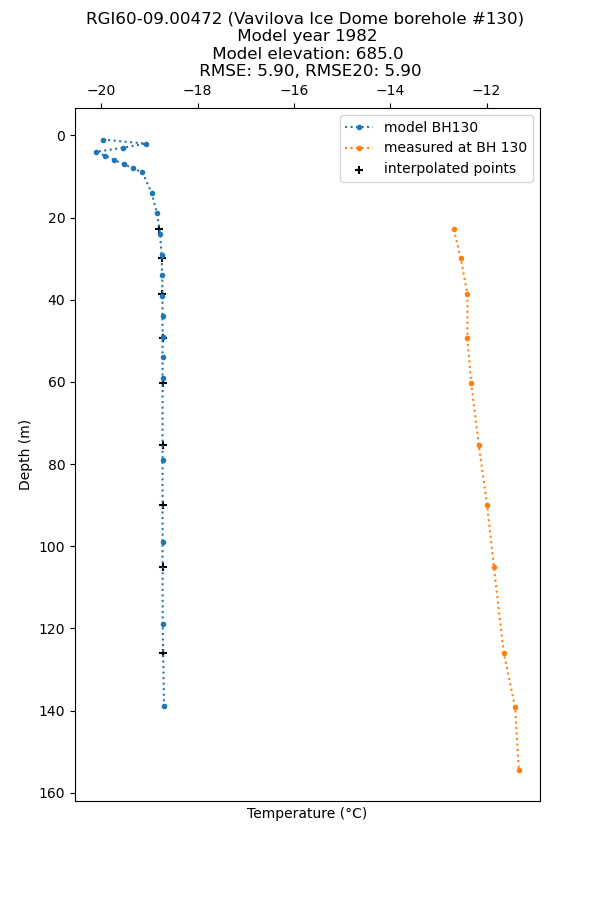 RGI60-09.00472 (Vavilova Ice Dome borehole #130)
Model year 1982
Model elevation: 685.0
RMSE: 5.90, RMSE20: 5.90
−20 −18 −16 −14 −12
model BH130
measured at BH 130
interpolated points
0
20
40
60
80
100
120
140
160
Depth (m)
Temperature (°C)